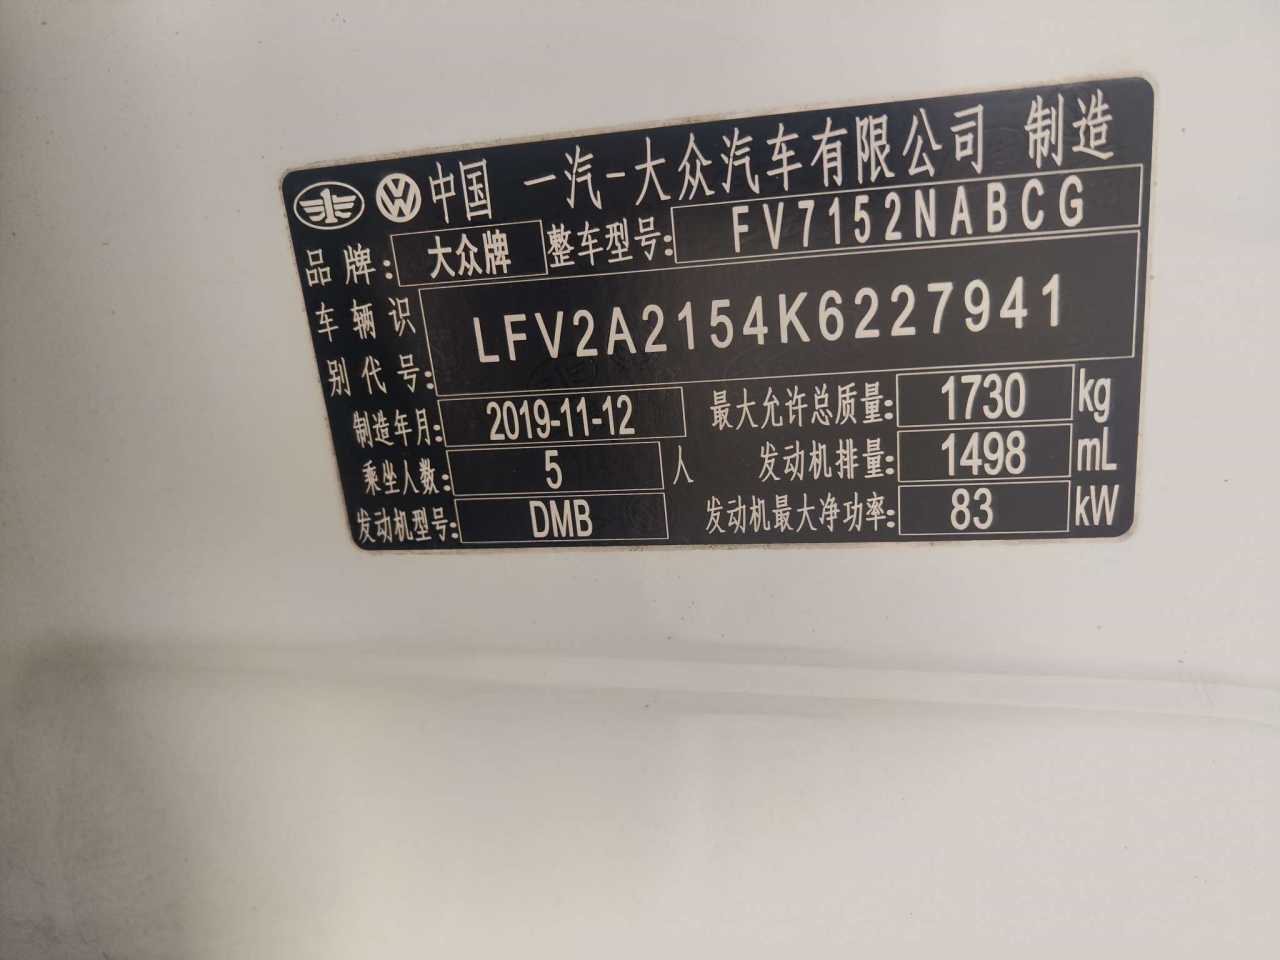 中国 一汽-大众汽车有限公司 制造
品牌: 大众牌 整车型号: FV7152NABCG
车辆识别代号: LFV2A2154K6227941
制造年月: 2019-11-12 最大允许总质量: 1730 kg
乘坐人数: 5 人 发动机排量: 1498 mL
发动机型号: DMB 发动机最大净功率: 83 kW